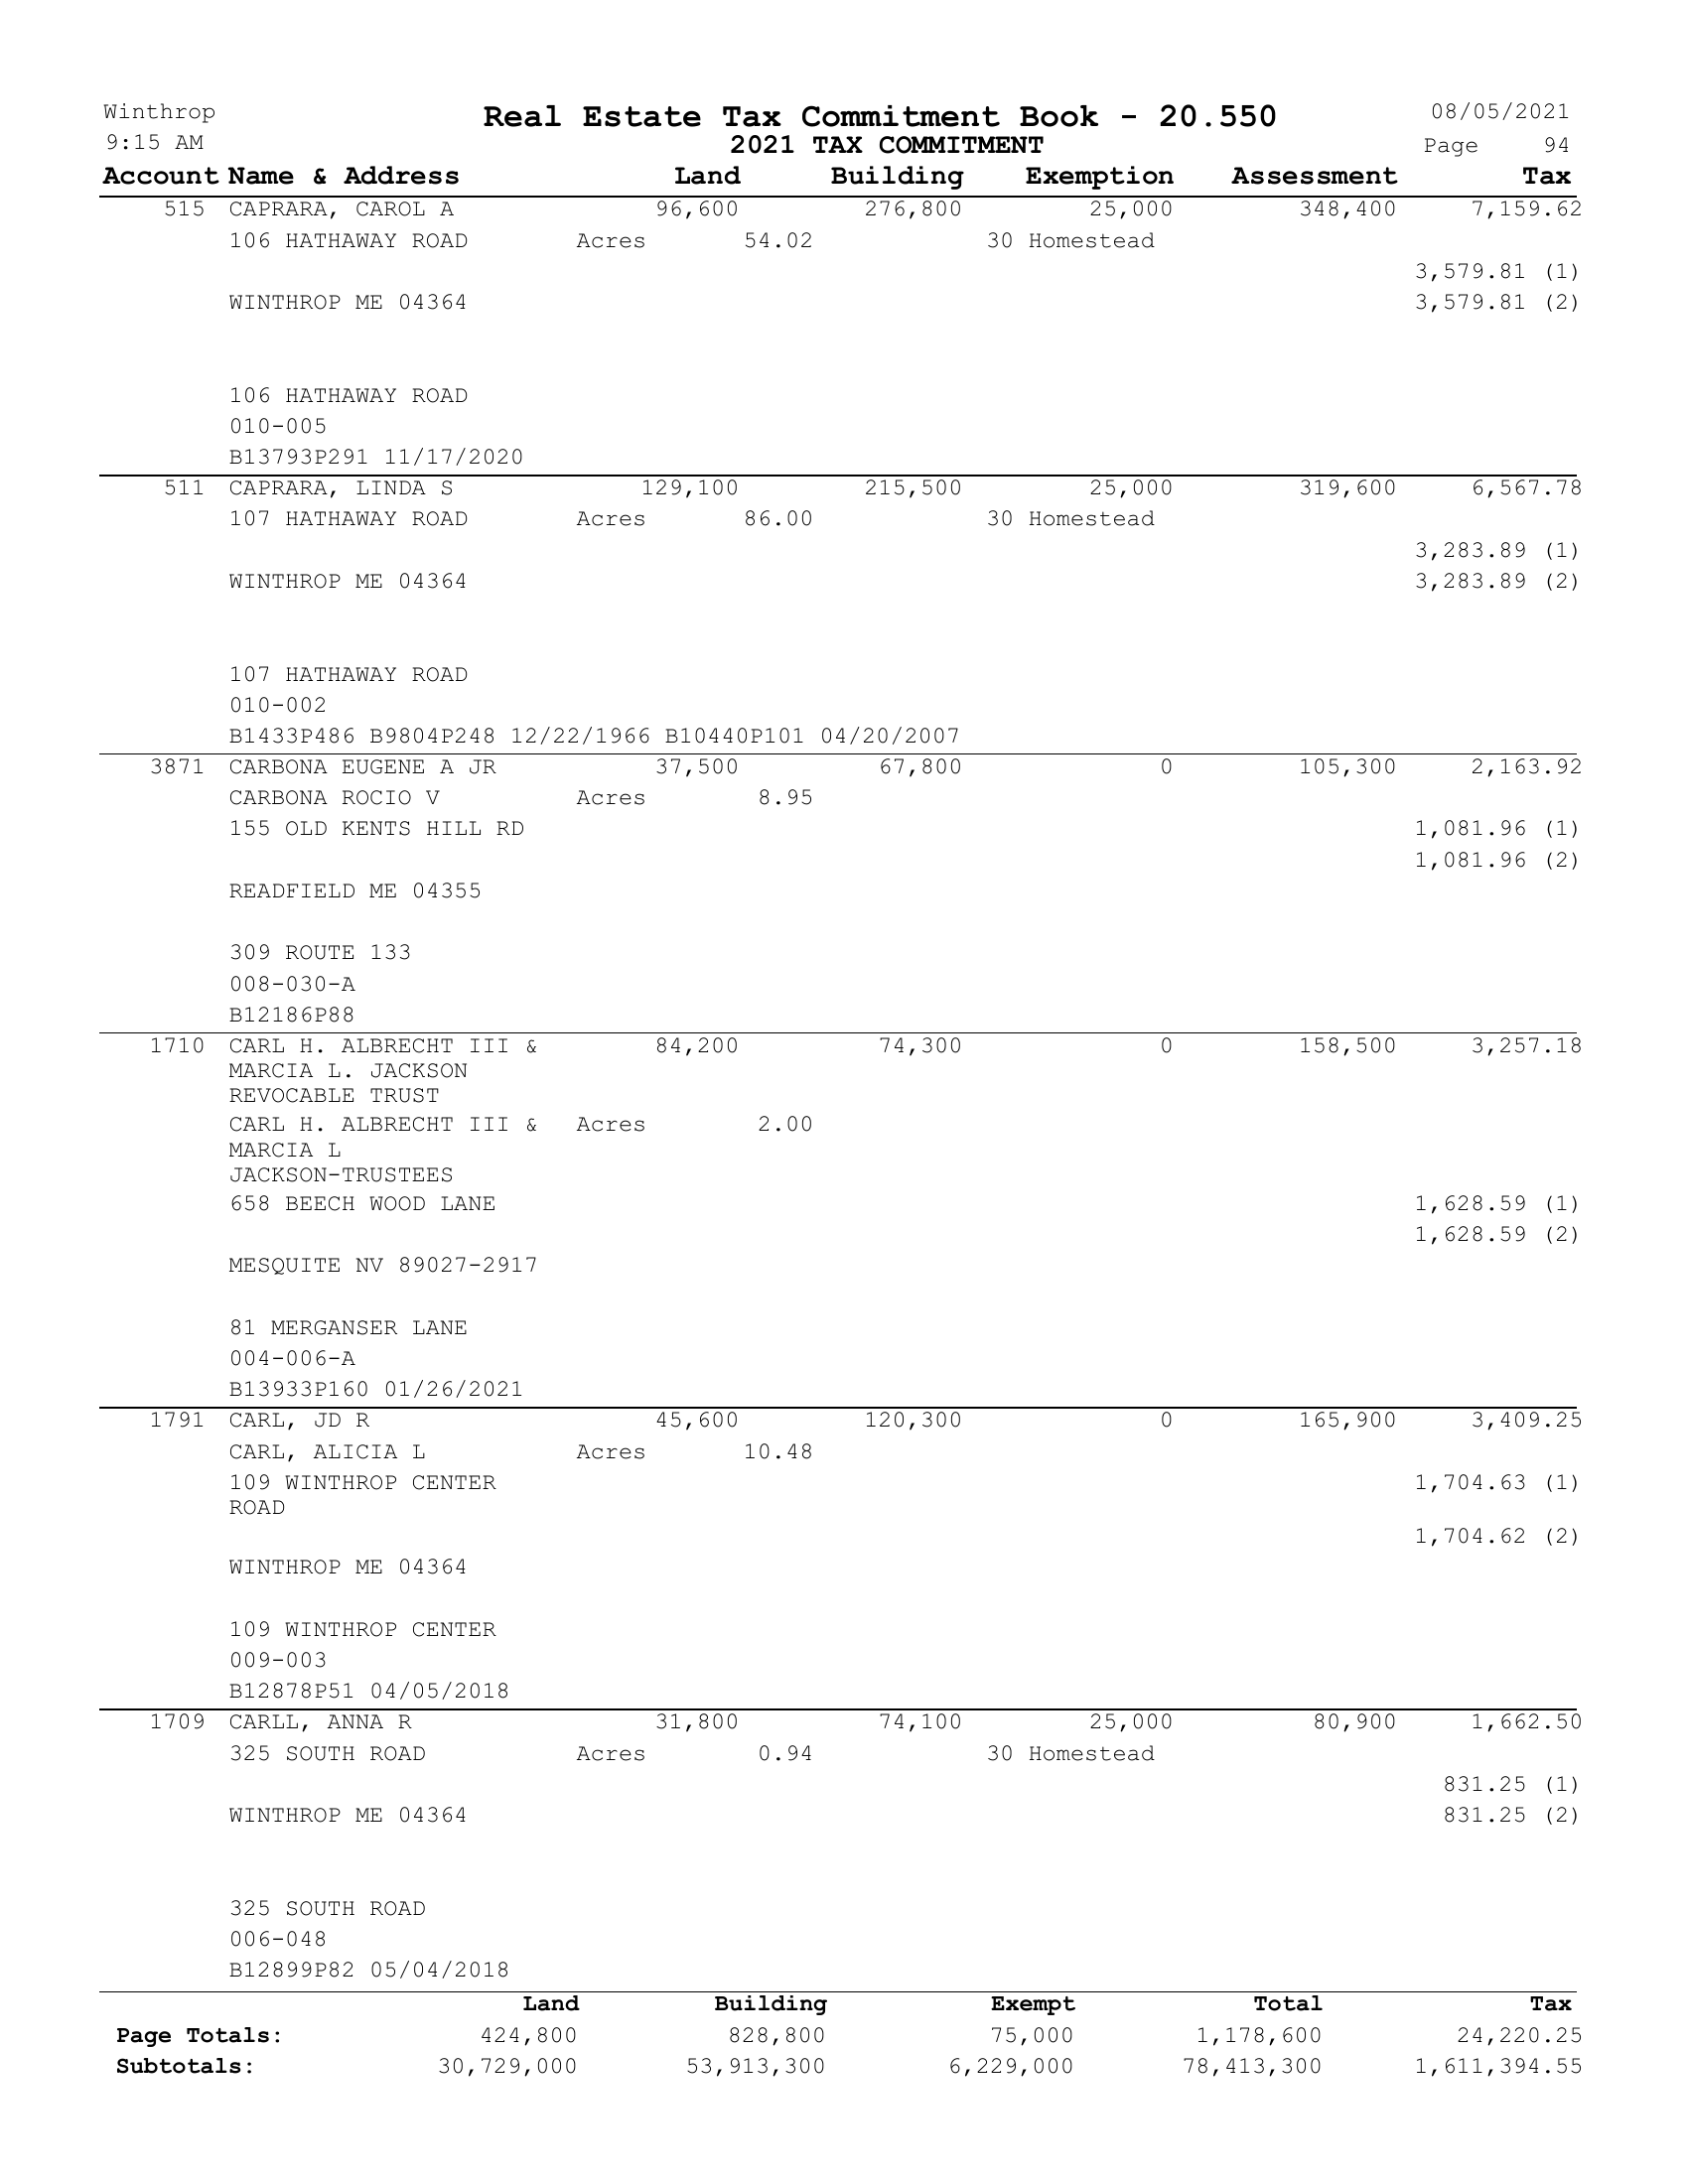 Winthrop Real Estate Tax Commitment Book - 20.550 08/05/2021
9:15 AM 2021 TAX COMMITMENT Page 94
Account Name & Address Land Building Exemption Assessment Tax
515 CAPRARA, CAROL A 96,600 276,800 25,000 348,400 7,159.62
106 HATHAWAY ROAD Acres 54.02 30 Homestead
3,579.81 (1)
WINTHROP ME 04364 3,579.81 (2)
106 HATHAWAY ROAD
010-005
B13793P291 11/17/2020
511 CAPRARA, LINDA S 129,100 215,500 25,000 319,600 6,567.78
107 HATHAWAY ROAD Acres 86.00 30 Homestead
3,283.89 (1)
WINTHROP ME 04364 3,283.89 (2)
107 HATHAWAY ROAD
010-002
B1433P486 B9804P248 12/22/1966 B10440P101 04/20/2007
3871 CARBONA EUGENE A JR 37,500 67,800 0 105,300 2,163.92
CARBONA ROCIO V Acres 8.95
155 OLD KENTS HILL RD 1,081.96 (1)
1,081.96 (2)
READFIELD ME 04355
309 ROUTE 133
008-030-A
B12186P88
1710 CARL H. ALBRECHT III & 84,200 74,300 0 158,500 3,257.18
MARCIA L. JACKSON
REVOCABLE TRUST
CARL H. ALBRECHT III & Acres 2.00
MARCIA L
JACKSON-TRUSTEES
658 BEECH WOOD LANE 1,628.59 (1)
1,628.59 (2)
MESQUITE NV 89027-2917
81 MERGANSER LANE
004-006-A
B13933P160 01/26/2021
1791 CARL, JD R 45,600 120,300 0 165,900 3,409.25
CARL, ALICIA L Acres 10.48
109 WINTHROP CENTER 1,704.63 (1)
ROAD
1,704.62 (2)
WINTHROP ME 04364
109 WINTHROP CENTER
009-003
B12878P51 04/05/2018
1709 CARLL, ANNA R 31,800 74,100 25,000 80,900 1,662.50
325 SOUTH ROAD Acres 0.94 30 Homestead
831.25 (1)
WINTHROP ME 04364 831.25 (2)
325 SOUTH ROAD
006-048
B12899P82 05/04/2018
Land Building Exempt Total Tax
Page Totals: 424,800 828,800 75,000 1,178,600 24,220.25
Subtotals: 30,729,000 53,913,300 6,229,000 78,413,300 1,611,394.55